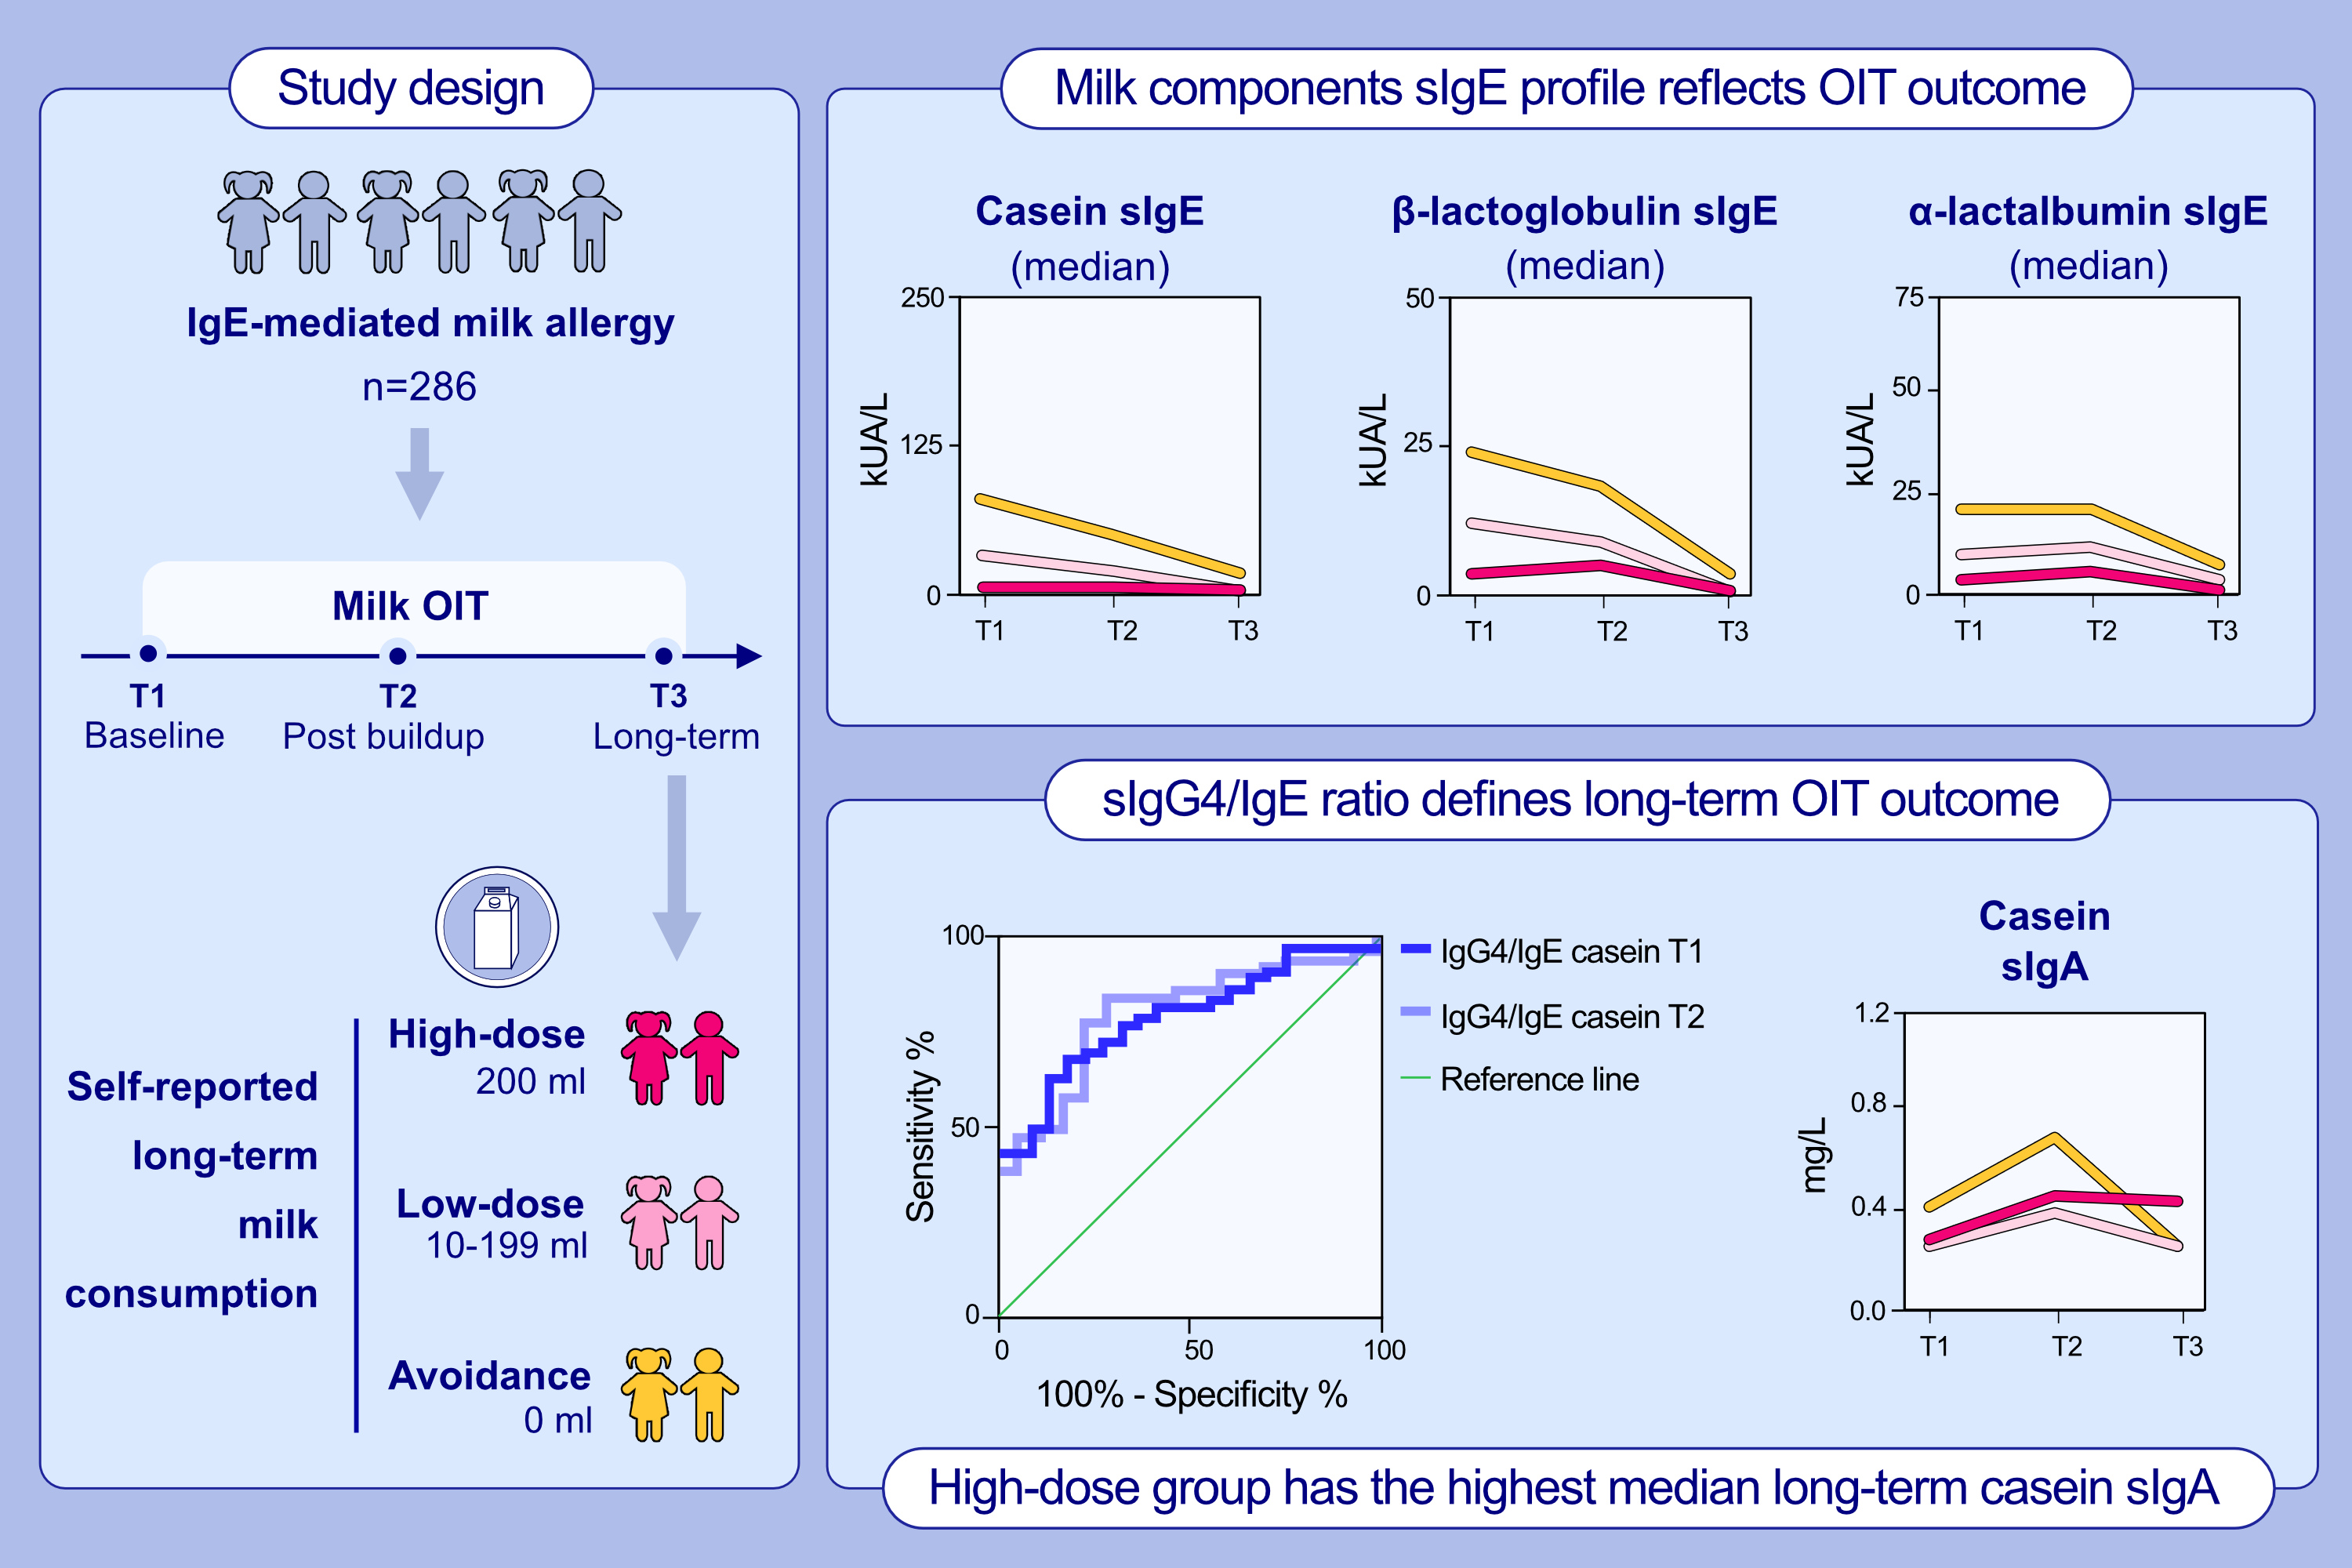 Study design
IgE-mediated milk allergy
n=286
Milk OIT
T1
Baseline
T2
Post buildup
T3
Long-term
Self-reported
long-term
milk
consumption
High-dose
200 ml
Low-dose
10-199 ml
Avoidance
0 ml
Milk components sIgE profile reflects OIT outcome
Casein sIgE
(median)
kUA/L
250
125
0
T1 T2 T3
β-lactoglobulin sIgE
(median)
kUA/L
50
25
0
T1 T2 T3
α-lactalbumin sIgE
(median)
kUA/L
75
50
25
0
T1 T2 T3
sIgG4/IgE ratio defines long-term OIT outcome
Sensitivity %
100
50
0
0 50 100
100% - Specificity %
IgG4/IgE casein T1
IgG4/IgE casein T2
Reference line
Casein
sIgA
mg/L
1.2
0.8
0.4
0.0
T1 T2 T3
High-dose group has the highest median long-term casein sIgA